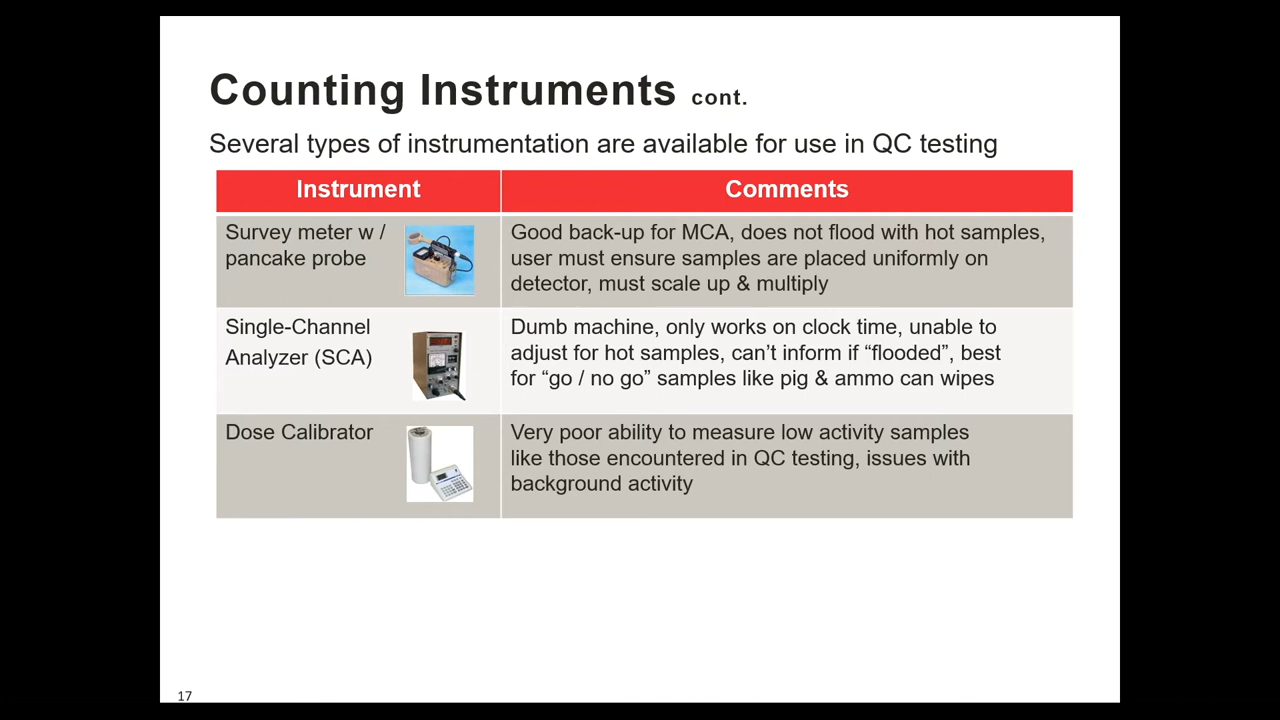 Counting Instruments cont.
Several types of instrumentation are available for use in QC testing
Instrument
Comments
Survey meter w /
pancake probe
Good back-up for MCA, does not flood with hot samples,
user must ensure samples are placed uniformly on
detector, must scale up & multiply
Single-Channel
Analyzer (SCA)
Dumb machine, only works on clock time, unable to
adjust for hot samples, can’t inform if “flooded”, best
for “go / no go” samples like pig & ammo can wipes
Dose Calibrator
Very poor ability to measure low activity samples
like those encountered in QC testing, issues with
background activity
17